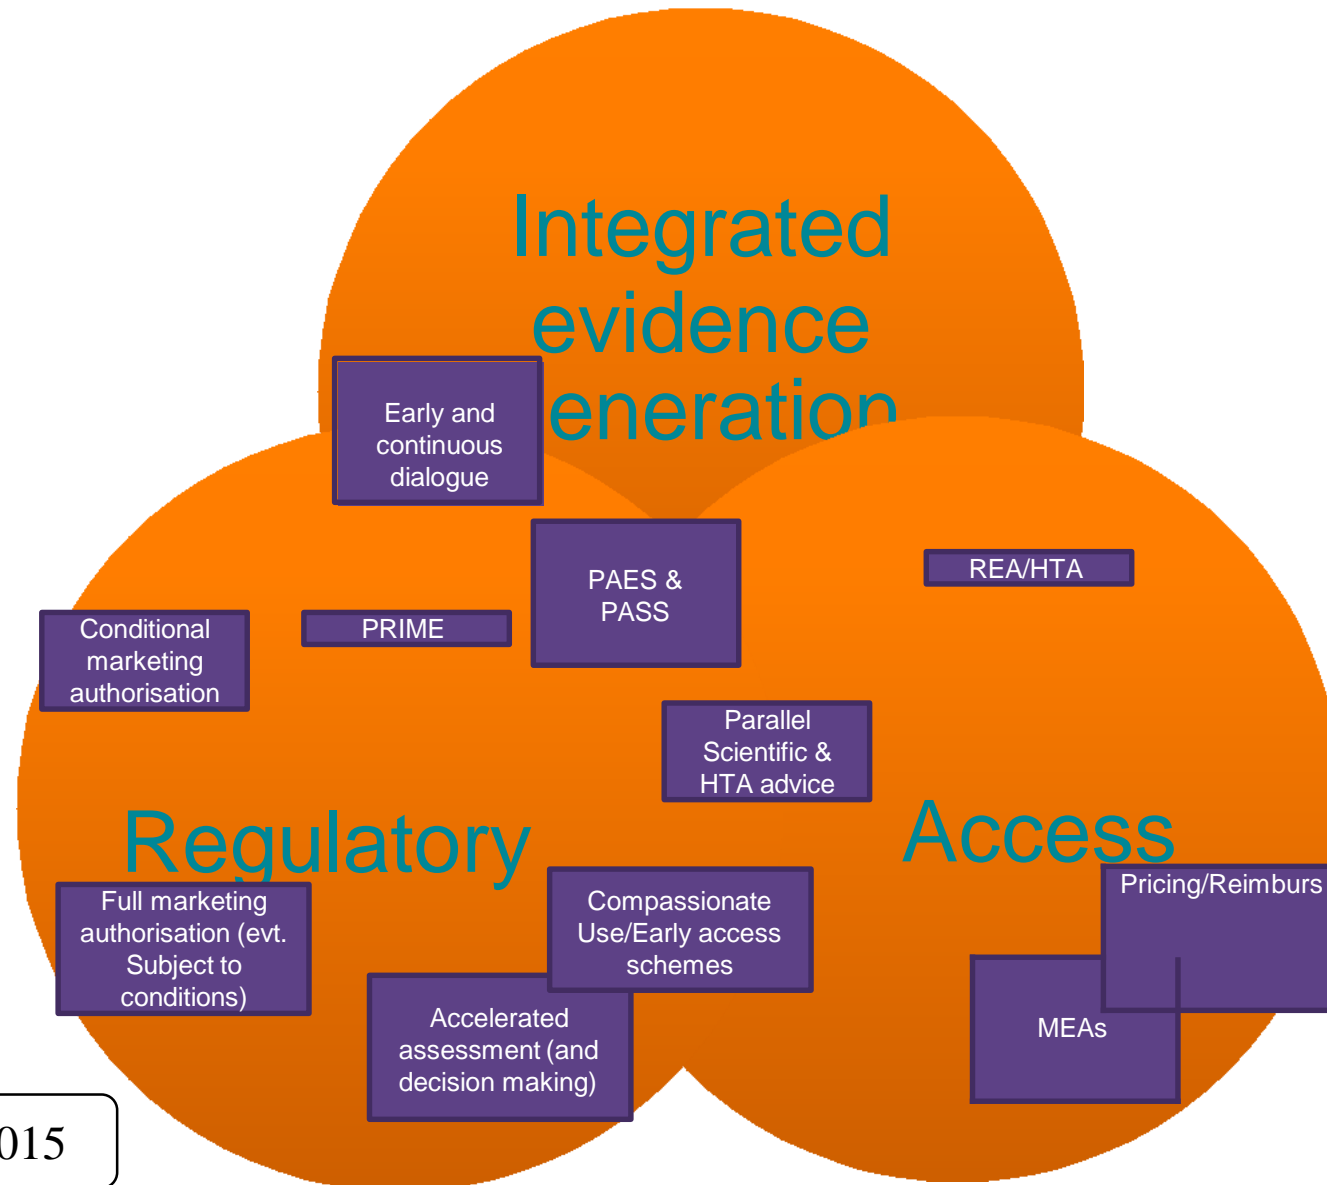 Integrated
evidence
eneration
Early and
continuous
dialogue
PAES &
PASS
REA/HTA
Conditional
marketing
authorisation
PRIME
Parallel
Scientific &
HTA advice
Regulatory
Access
Full marketing
authorisation (evt.
Subject to
conditions)
Compassionate
Use/Early access
schemes
Pricing/Reimburs
Accelerated
assessment (and
decision making)
MEAs
015